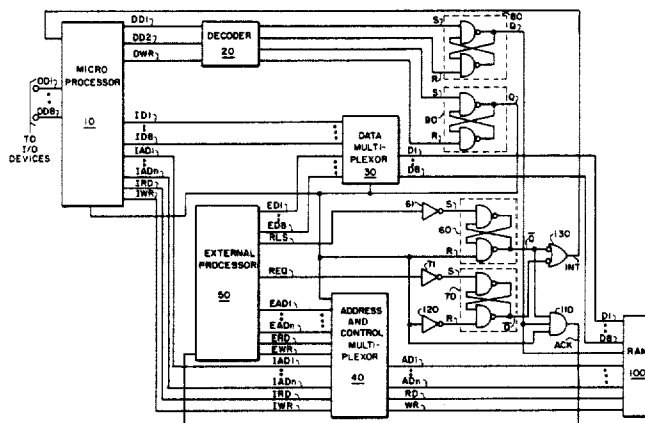 DD1
DD2
DWR
DECODER
20
S
R
80
Q
MICRO
PROCESSOR
10
OD1
OD8
TO
I/O
DEVICES
S
90
R
Q
ID1
ID8
IAD1
IADn
IRD
IWR
DATA
MULTI-
PLEXOR
30
D1
D8
ED1
ED8
RLS
REQ
EXTERNAL
PROCESSOR
50
61
S
60
R
Q
130
INT
71
S
70
R
Q
120
110
ACK
EAD1
EADn
ERD
EWR
IAD1
IADn
IRD
IWR
ADDRESS
AND
CONTROL
MULTI-
PLEXOR
40
AD1
ADn
RD
WR
D1
D8
RAM
100